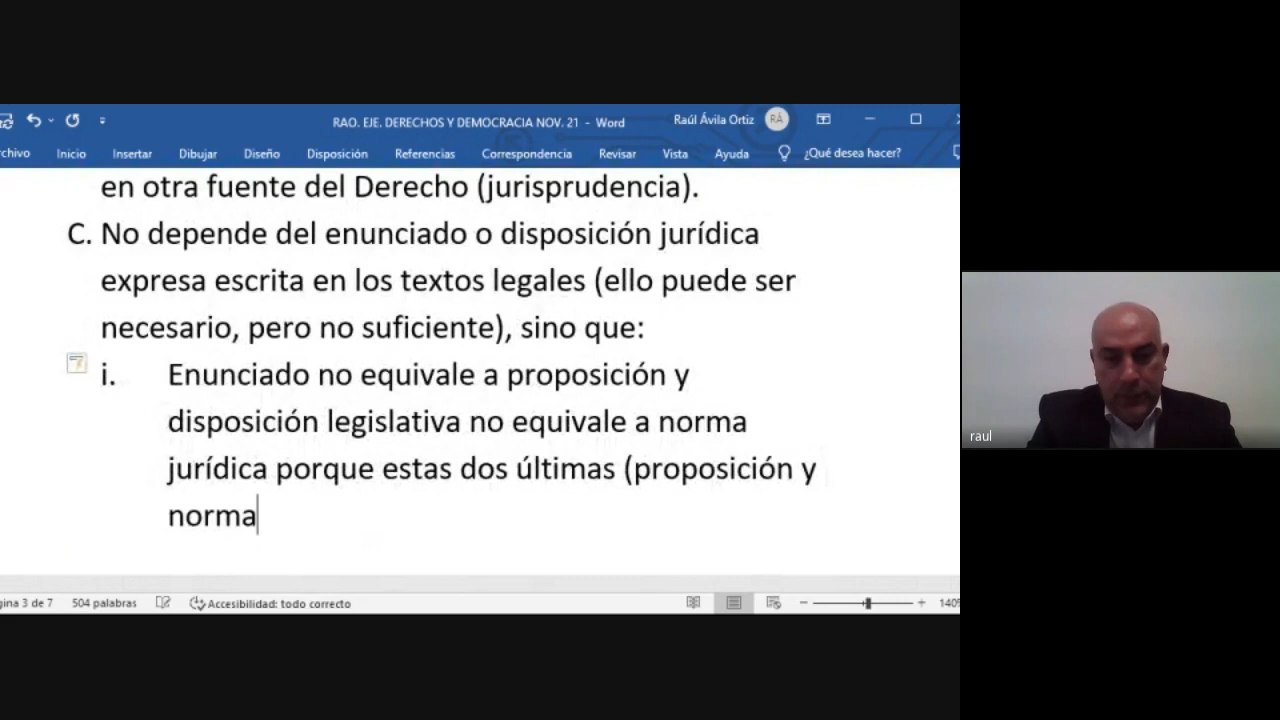 RAO. EJE. DERECHOS Y DEMOCRACIA NOV. 21 - Word
Raúl Ávila Ortiz
RÁ
rchivo Inicio Insertar Dibujar Diseño Disposición Referencias Correspondencia Revisar Vista Ayuda ¿Qué desea hacer?
en otra fuente del Derecho (jurisprudencia).
C. No depende del enunciado o disposición jurídica
expresa escrita en los textos legales (ello puede ser
necesario, pero no suficiente), sino que:
i. Enunciado no equivale a proposición y
disposición legislativa no equivale a norma
jurídica porque estas dos últimas (proposición y
norma
gina 3 de 7 504 palabras Accesibilidad: todo correcto 140%
raul